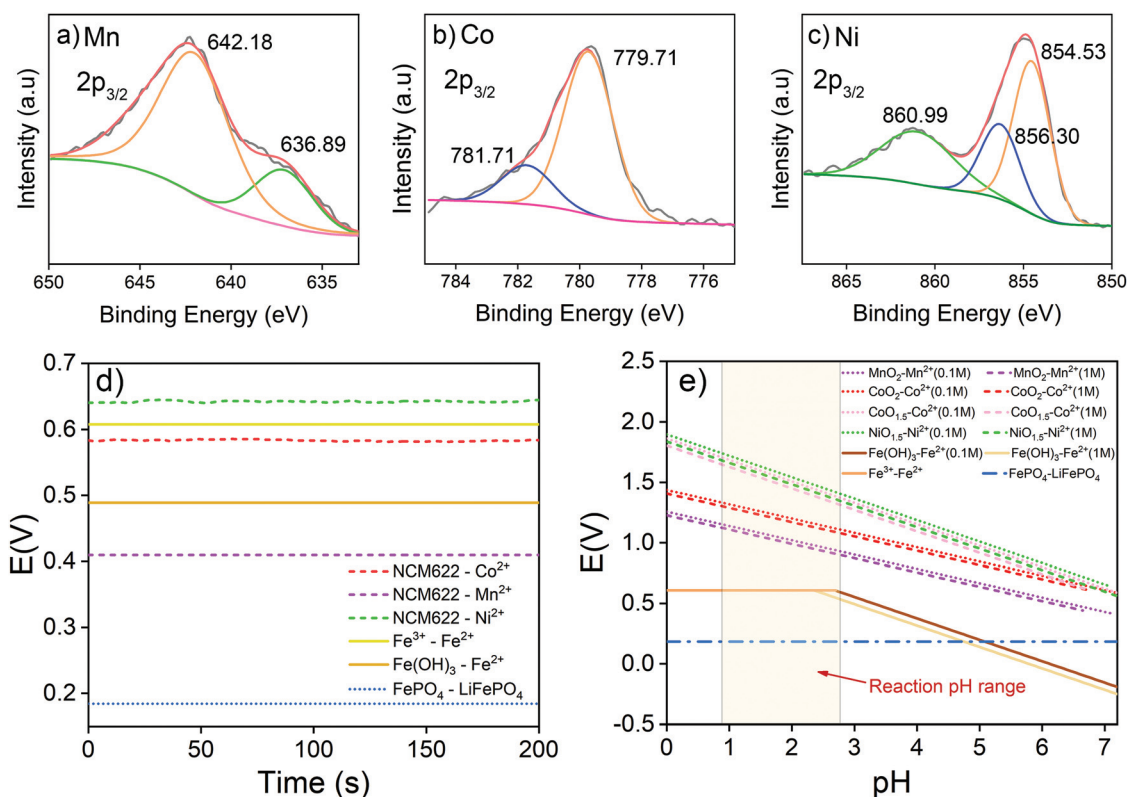 a) Mn
642.18
2p3/2
636.89
Intensity (a.u)
650 645 640 635
Binding Energy (eV)
b) Co
779.71
2p3/2
781.71
Intensity (a.u)
784 782 780 778 776
Binding Energy (eV)
c) Ni
854.53
2p3/2
860.99
856.30
Intensity (a.u)
865 860 855 850
Binding Energy (eV)
d)
0.7
0.6
0.5
0.4
0.3
0.2
E(V)
NCM622 - Co²⁺
NCM622 - Mn²⁺
NCM622 - Ni²⁺
Fe³⁺ - Fe²⁺
Fe(OH)₃ - Fe²⁺
FePO₄ - LiFePO₄
0 50 100 150 200
Time (s)
e)
2.5
2.0
1.5
1.0
0.5
0.0
-0.5
E(V)
MnO₂-Mn²⁺(0.1M) MnO₂-Mn²⁺(1M)
CoO₂-Co²⁺(0.1M) CoO₂-Co²⁺(1M)
CoO₁.₅-Co²⁺(0.1M) CoO₁.₅-Co²⁺(1M)
NiO₁.₅-Ni²⁺(0.1M) NiO₁.₅-Ni²⁺(1M)
Fe(OH)₃-Fe²⁺(0.1M) Fe(OH)₃-Fe²⁺(1M)
Fe³⁺-Fe²⁺ FePO₄-LiFePO₄
Reaction pH range
0 1 2 3 4 5 6 7
pH